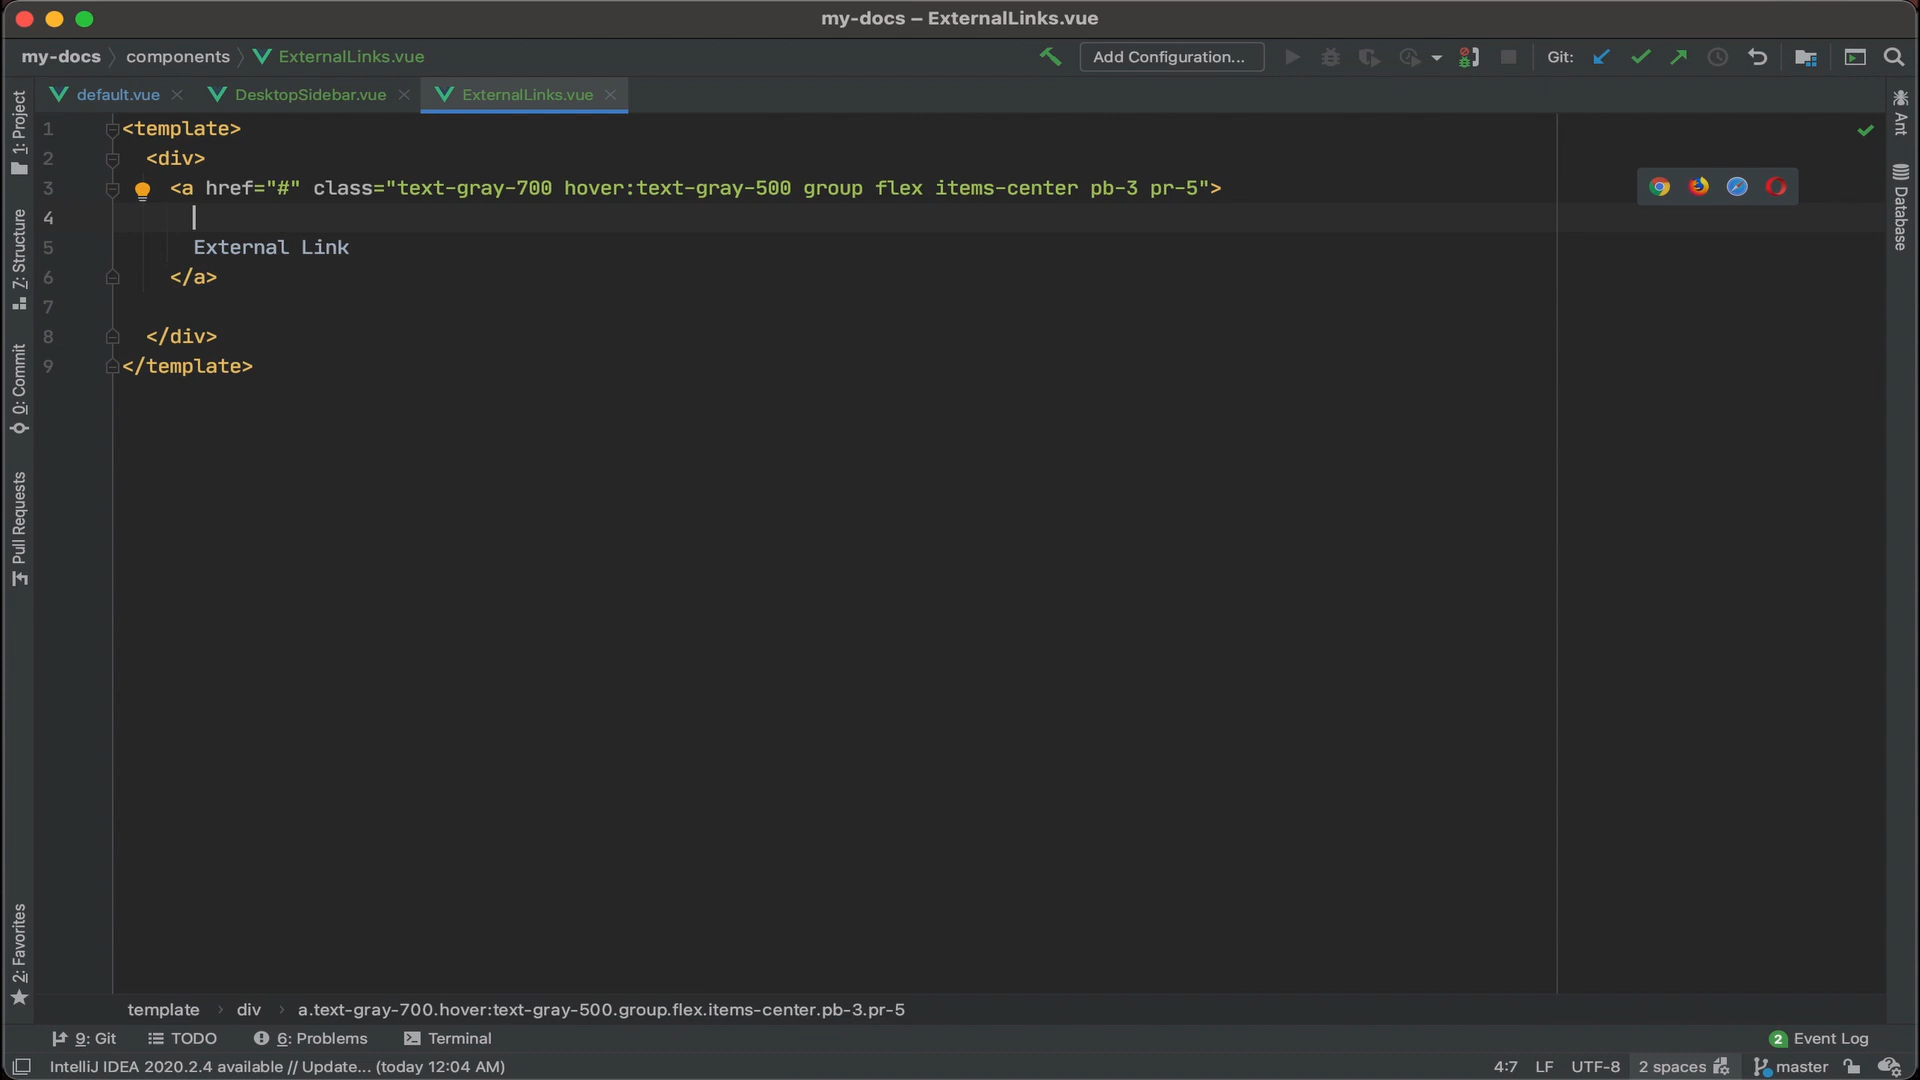 my-docs – ExternalLinks.vue
my-docs components ExternalLinks.vue Add Configuration... Git:
default.vue DesktopSidebar.vue ExternalLinks.vue
1: Project
7: Structure
0: Commit
Pull Requests
2: Favorites
1 <template>
2 <div>
3 <a href="#" class="text-gray-700 hover:text-gray-500 group flex items-center pb-3 pr-5">
4
5 External Link
6 </a>
7
8 </div>
9 </template>
Ant
Database
template div a.text-gray-700.hover:text-gray-500.group.flex.items-center.pb-3.pr-5
9: Git TODO 6: Problems Terminal 2 Event Log
IntelliJ IDEA 2020.2.4 available // Update... (today 12:04 AM) 4:7 LF UTF-8 2 spaces master